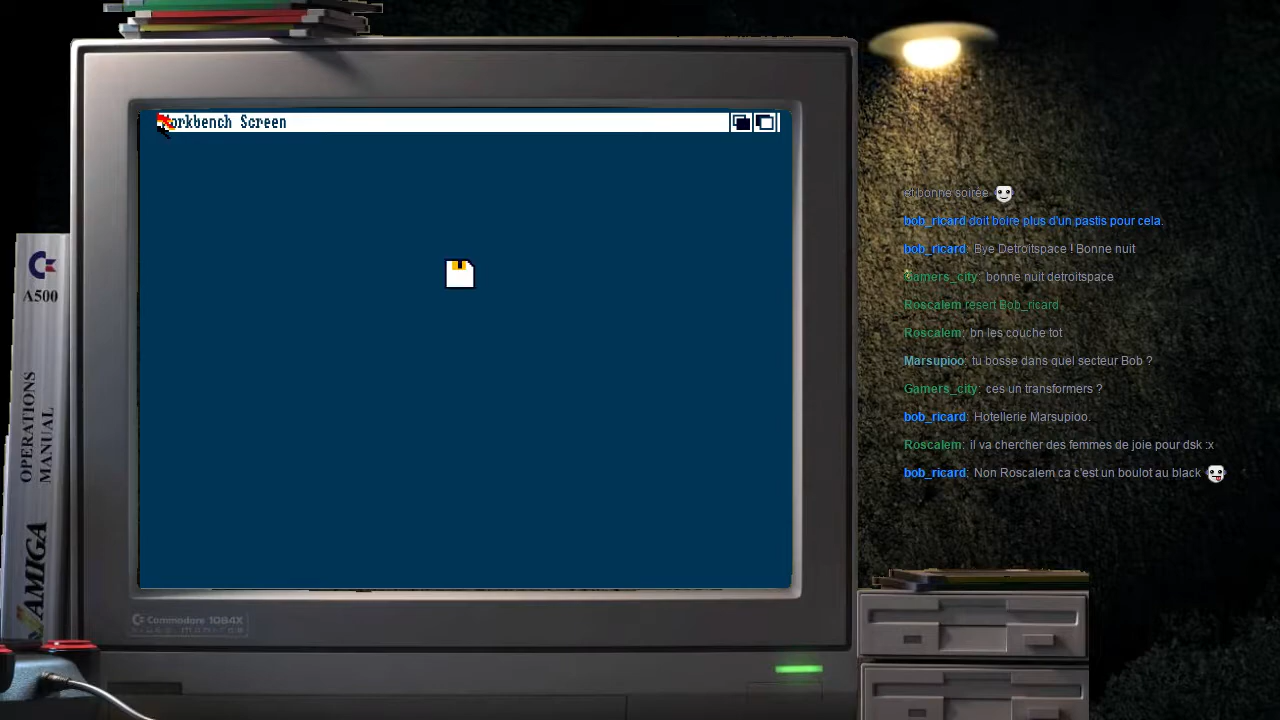 orkbench Screen
et bonne soirée
bob_ricard doit boire plus d'un pastis pour cela.
bob_ricard: Bye Detroitspace ! Bonne nuit
Gamers_city: bonne nuit detroitspace
Roscalem resert Bob_ricard
Roscalem: bn les couche tot
Marsupioo: tu bosse dans quel secteur Bob ?
Gamers_city: ces un transformers ?
bob_ricard: Hotellerie Marsupioo.
Roscalem: il va chercher des femmes de joie pour dsk :x
bob_ricard: Non Roscalem ca c'est un boulot au black
A500
OPERATIONS
MANUAL
AMIGA
Commodore 1084X
video monitor